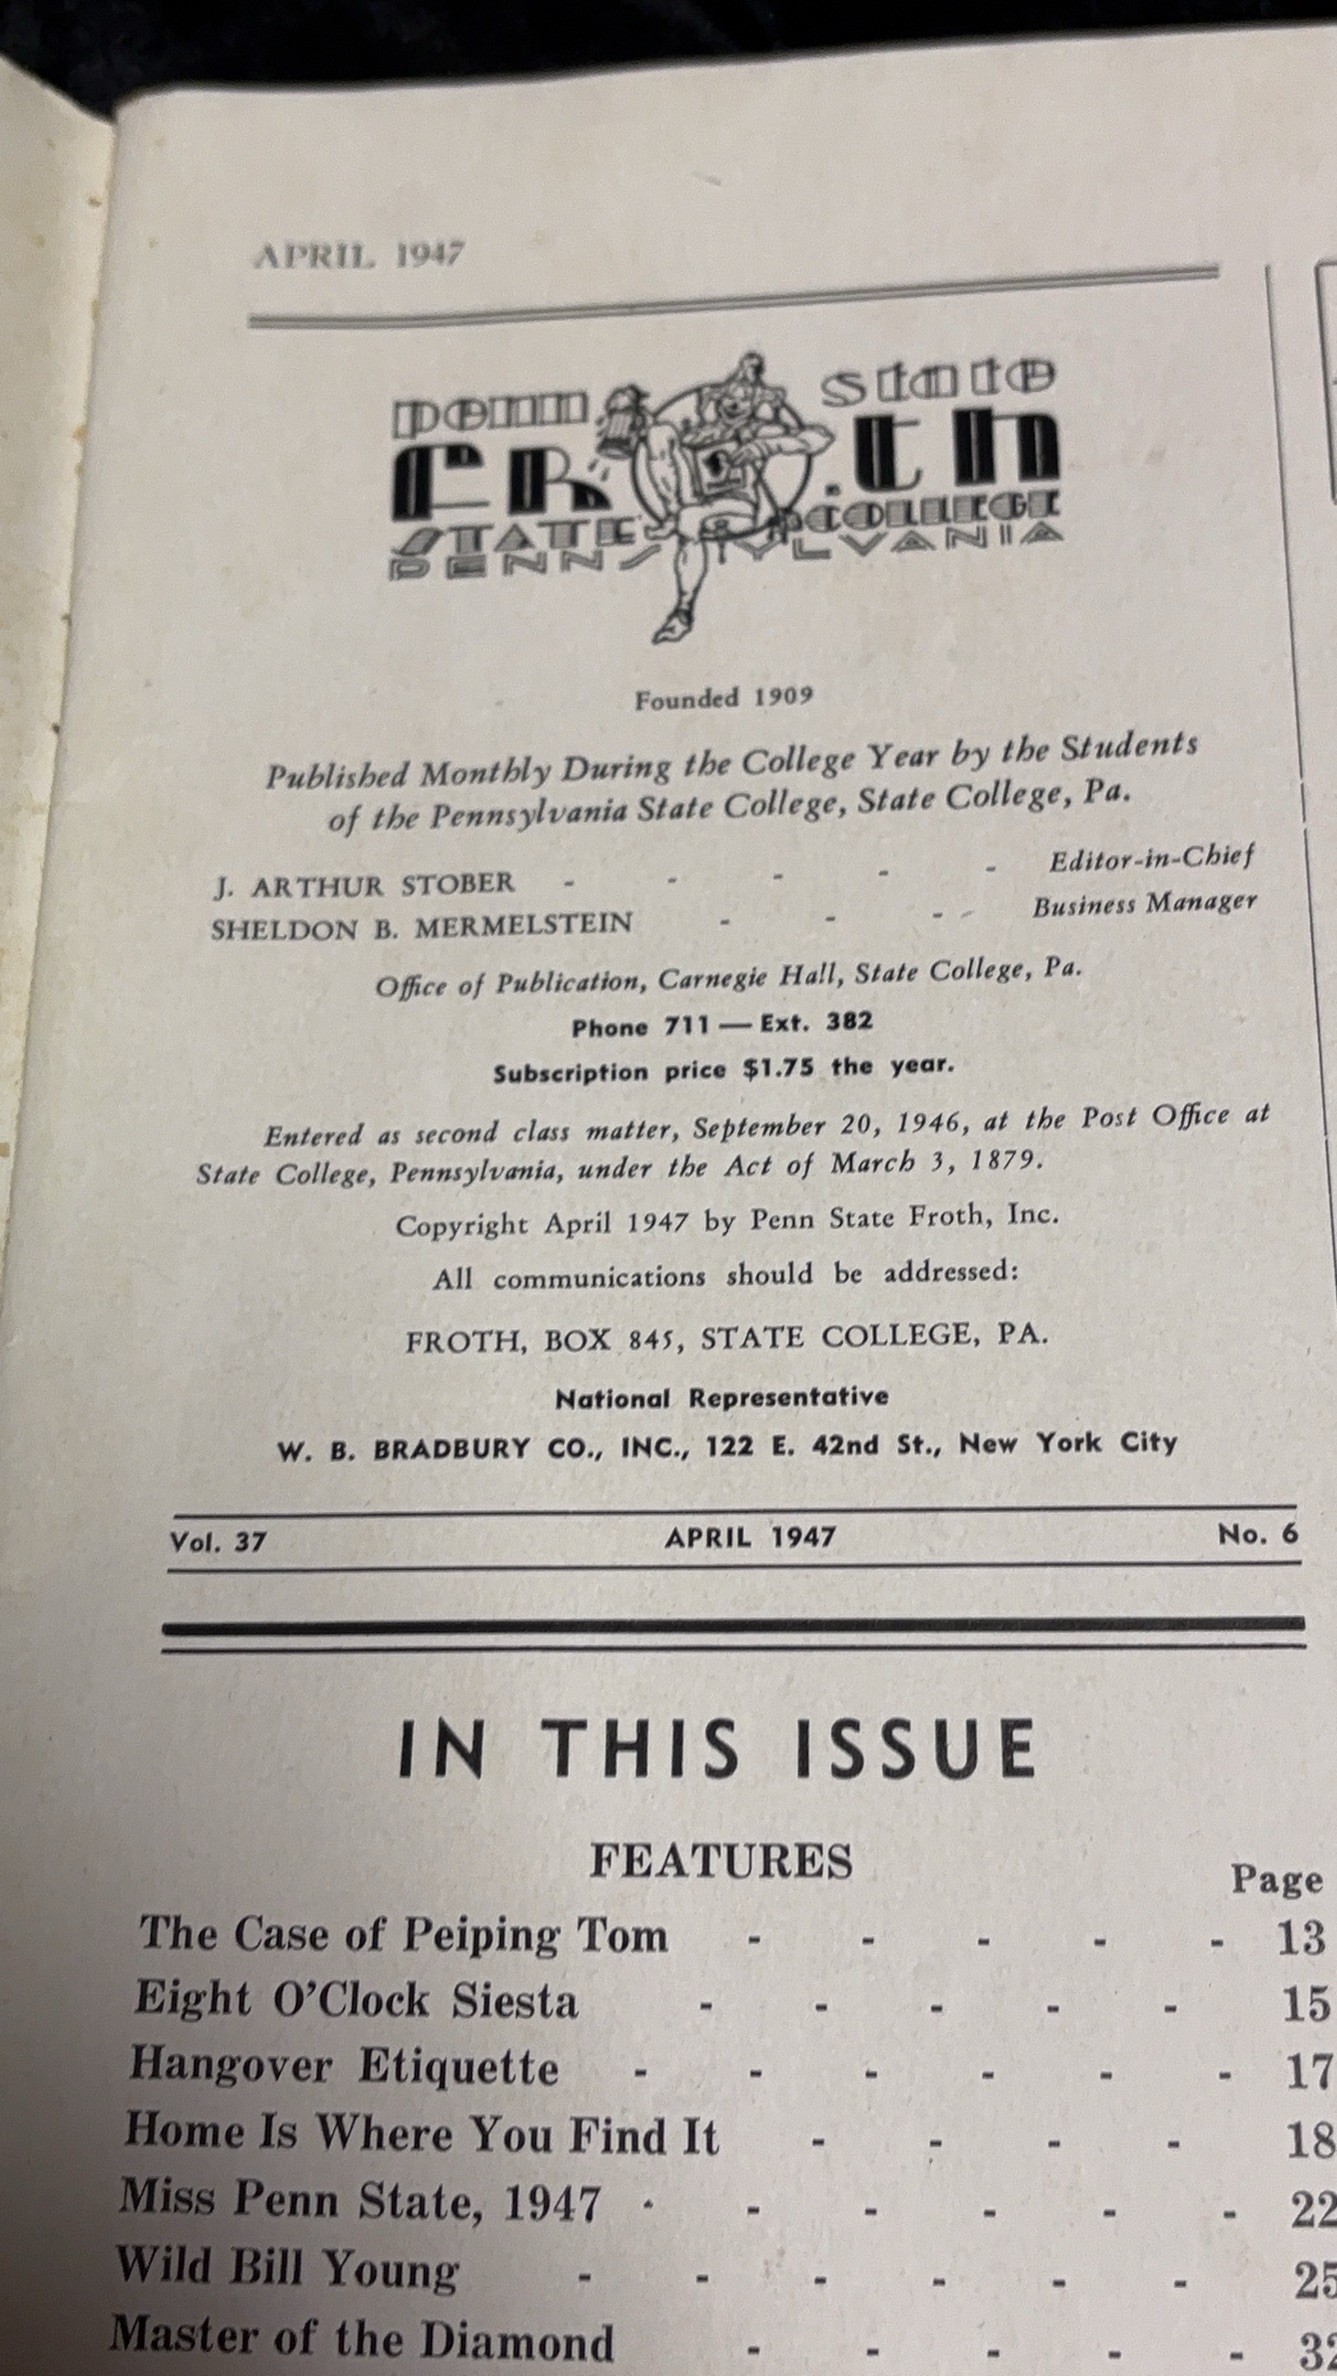 APRIL 1947
penn state
FROTH
STATE COLLEGE
PENNSYLVANIA
Founded 1909
Published Monthly During the College Year by the Students
of the Pennsylvania State College, State College, Pa.
J. ARTHUR STOBER - - - - - Editor-in-Chief
SHELDON B. MERMELSTEIN - - - - Business Manager
Office of Publication, Carnegie Hall, State College, Pa.
Phone 711 — Ext. 382
Subscription price $1.75 the year.
Entered as second class matter, September 20, 1946, at the Post Office at
State College, Pennsylvania, under the Act of March 3, 1879.
Copyright April 1947 by Penn State Froth, Inc.
All communications should be addressed:
FROTH, BOX 845, STATE COLLEGE, PA.
National Representative
W. B. BRADBURY CO., INC., 122 E. 42nd St., New York City
Vol. 37 APRIL 1947 No. 6
IN THIS ISSUE
FEATURES
Page
The Case of Peiping Tom - - - - - 13
Eight O'Clock Siesta - - - - - 15
Hangover Etiquette - - - - - - 17
Home Is Where You Find It - - - - 18
Miss Penn State, 1947 - - - - - - 22
Wild Bill Young - - - - - - 25
Master of the Diamond - - - - - 32